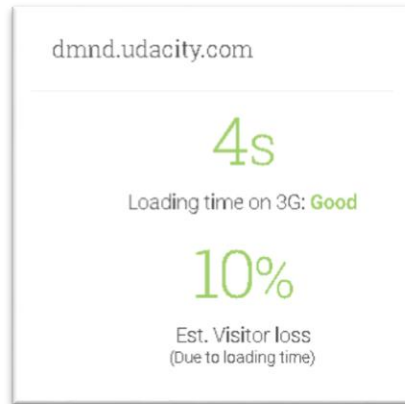 dmnd.udacity.com
4s
Loading time on 3G: Good
10%
Est. Visitor loss
(Due to loading time)